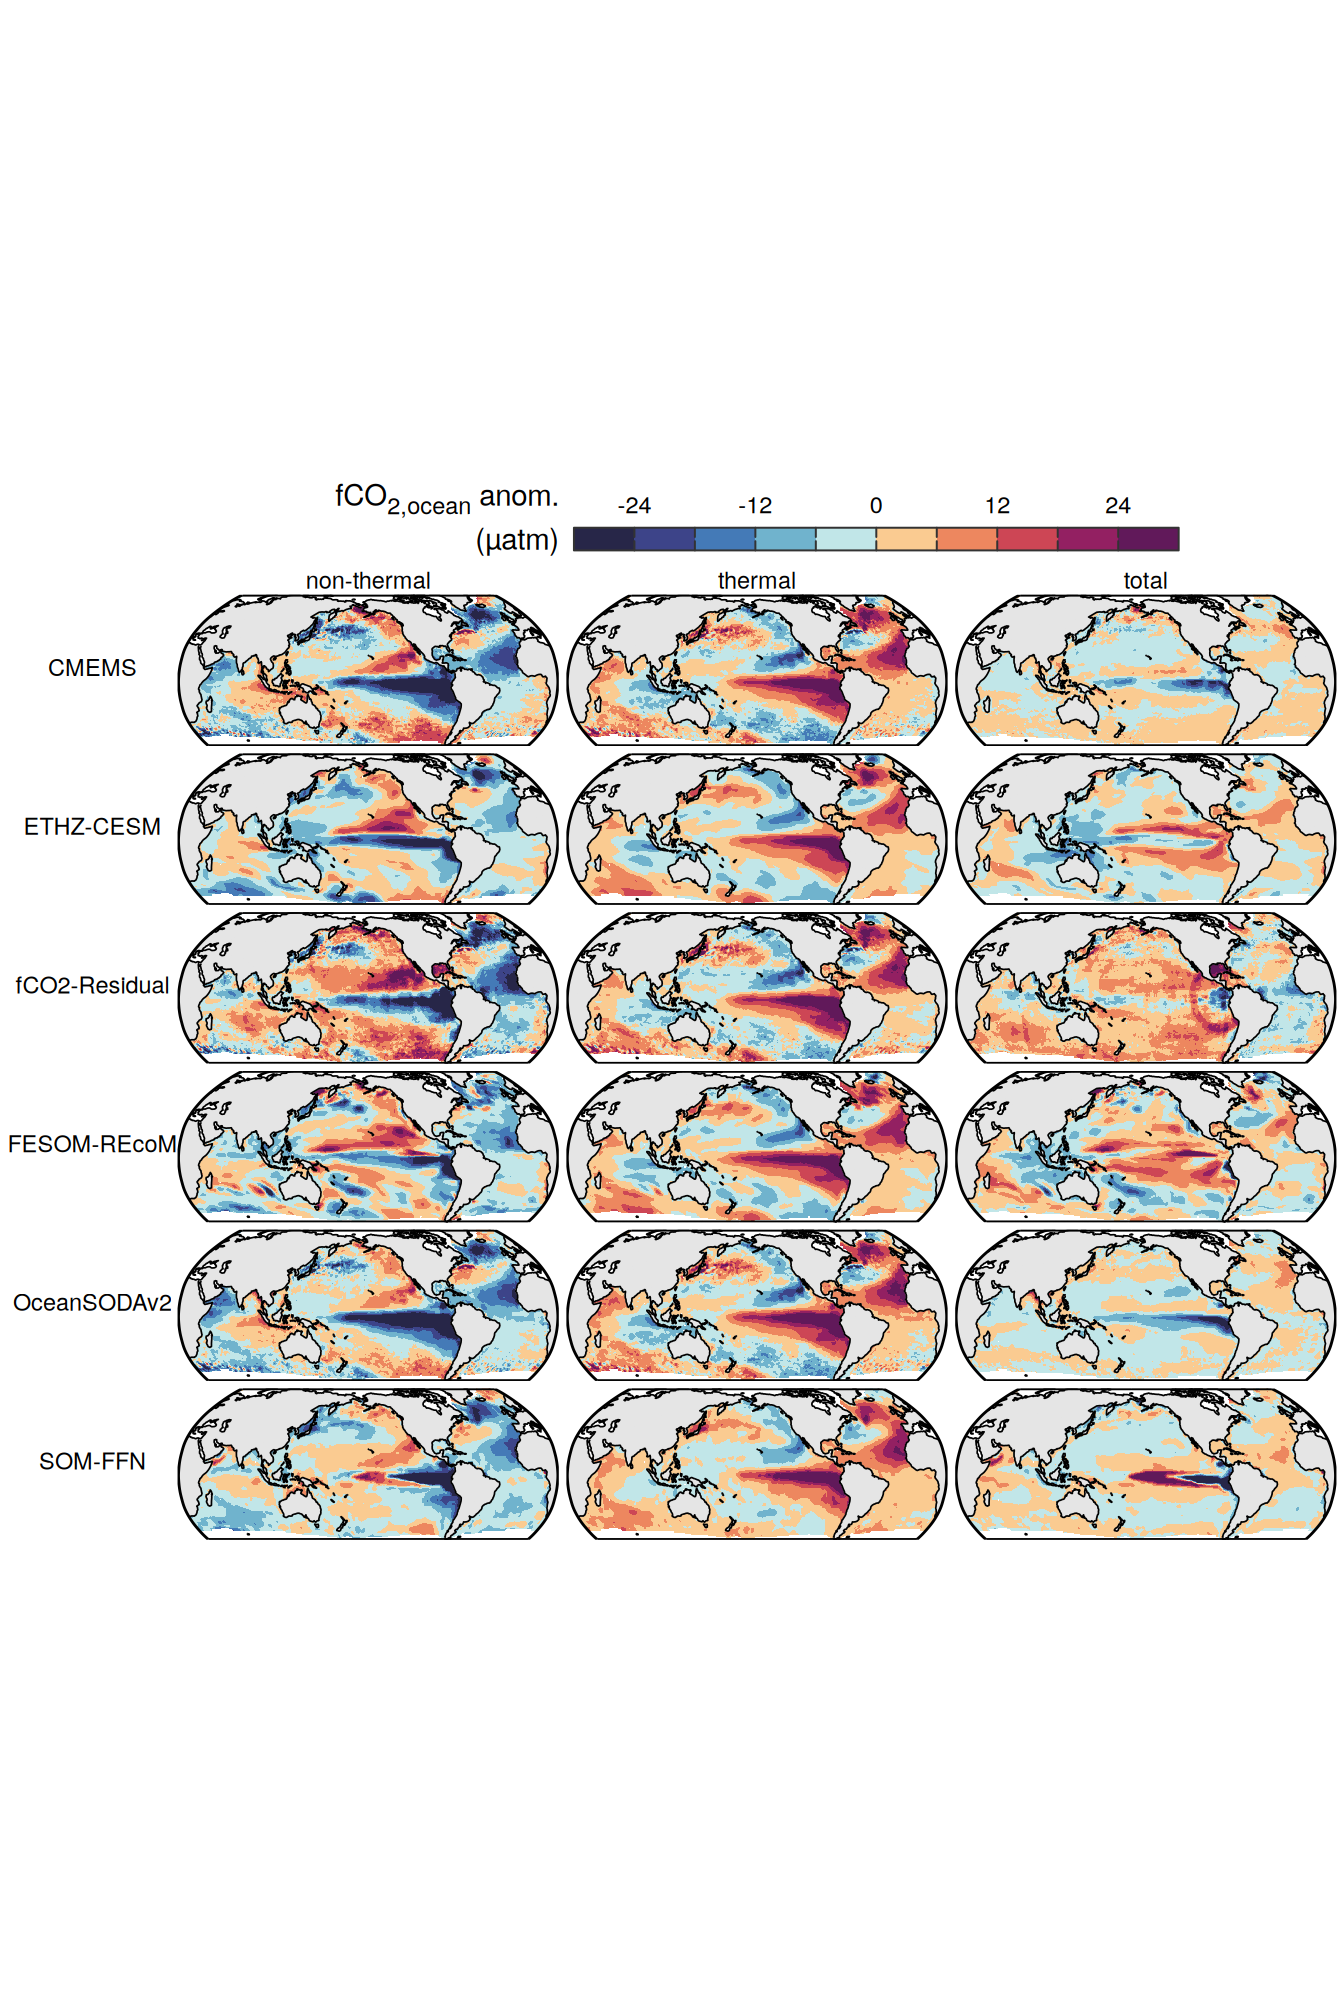 fCO2,ocean anom.
(µatm)
-24 -12 0 12 24
non-thermal thermal total
CMEMS
ETHZ-CESM
fCO2-Residual
FESOM-REcoM
OceanSODAv2
SOM-FFN